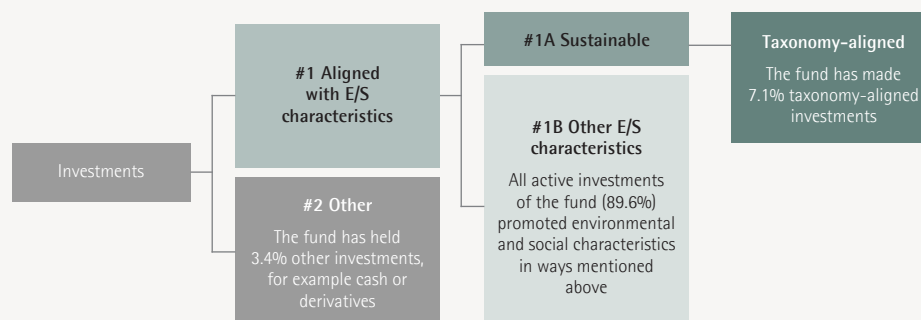 Investments
#1 Aligned
with E/S
characteristics
#2 Other
The fund has held
3.4% other investments,
for example cash or
derivatives
#1A Sustainable
#1B Other E/S
characteristics
All active investments
of the fund (89.6%)
promoted environmental
and social characteristics
in ways mentioned
above
Taxonomy-aligned
The fund has made
7.1% taxonomy-aligned
investments